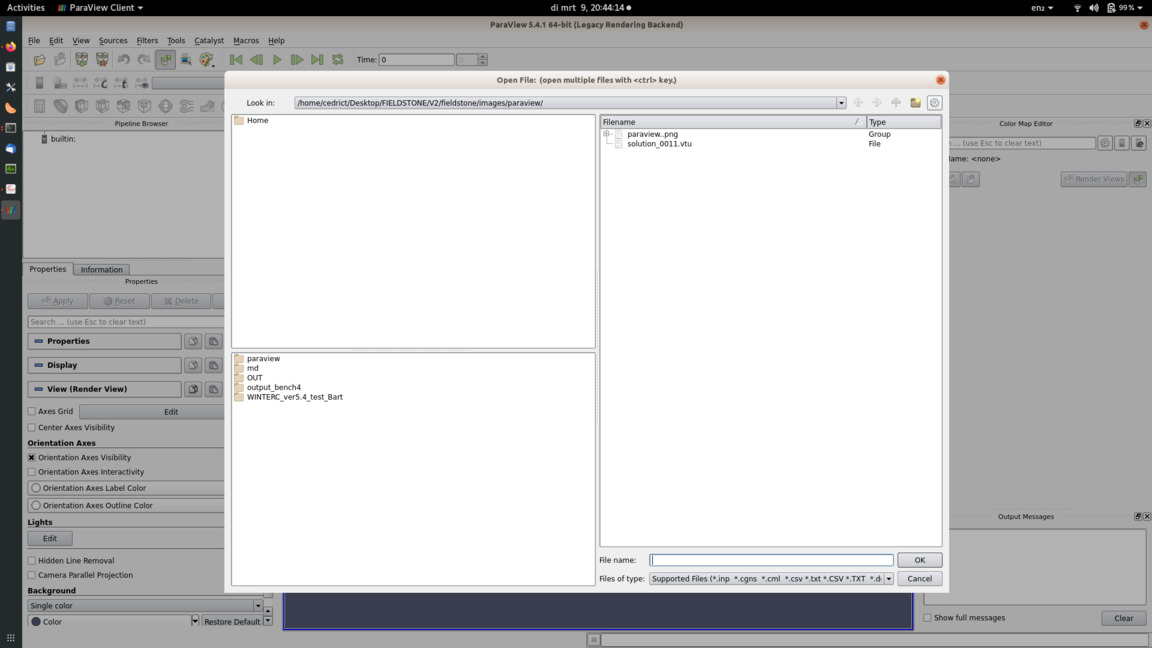 Activities ParaView Client di mrt 9, 20:44:14 en₂ 99%
ParaView 5.4.1 64-bit (Legacy Rendering Backend)
File Edit View Sources Filters Tools Catalyst Macros Help
Time: 0
Open File: (open multiple files with <ctrl> key.)
Look in: /home/cedrict/Desktop/FIELDSTONE/V2/fieldstone/images/paraview/
Pipeline Browser
builtin:
Home
Filename Type
paraview..png Group
solution_0011.vtu File
Color Map Editor
... (use Esc to clear text)
<none>
Render Views
Properties Information
Properties
Apply Reset Delete
Search ... (use Esc to clear text)
Properties
Display
View (Render View)
Axes Grid Edit
Center Axes Visibility
Orientation Axes
Orientation Axes Visibility
Orientation Axes Interactivity
Orientation Axes Label Color
Orientation Axes Outline Color
Lights
Edit
Hidden Line Removal
Camera Parallel Projection
Background
Single color
Color Restore Default
paraview
md
OUT
output_bench4
WINTERC_ver5.4_test_Bart
File name: OK
Files of type: Supported Files (*.inp *.cgns *.cml *.csv *.txt *.CSV *.TXT Cancel
Output Messages
Show full messages Clear